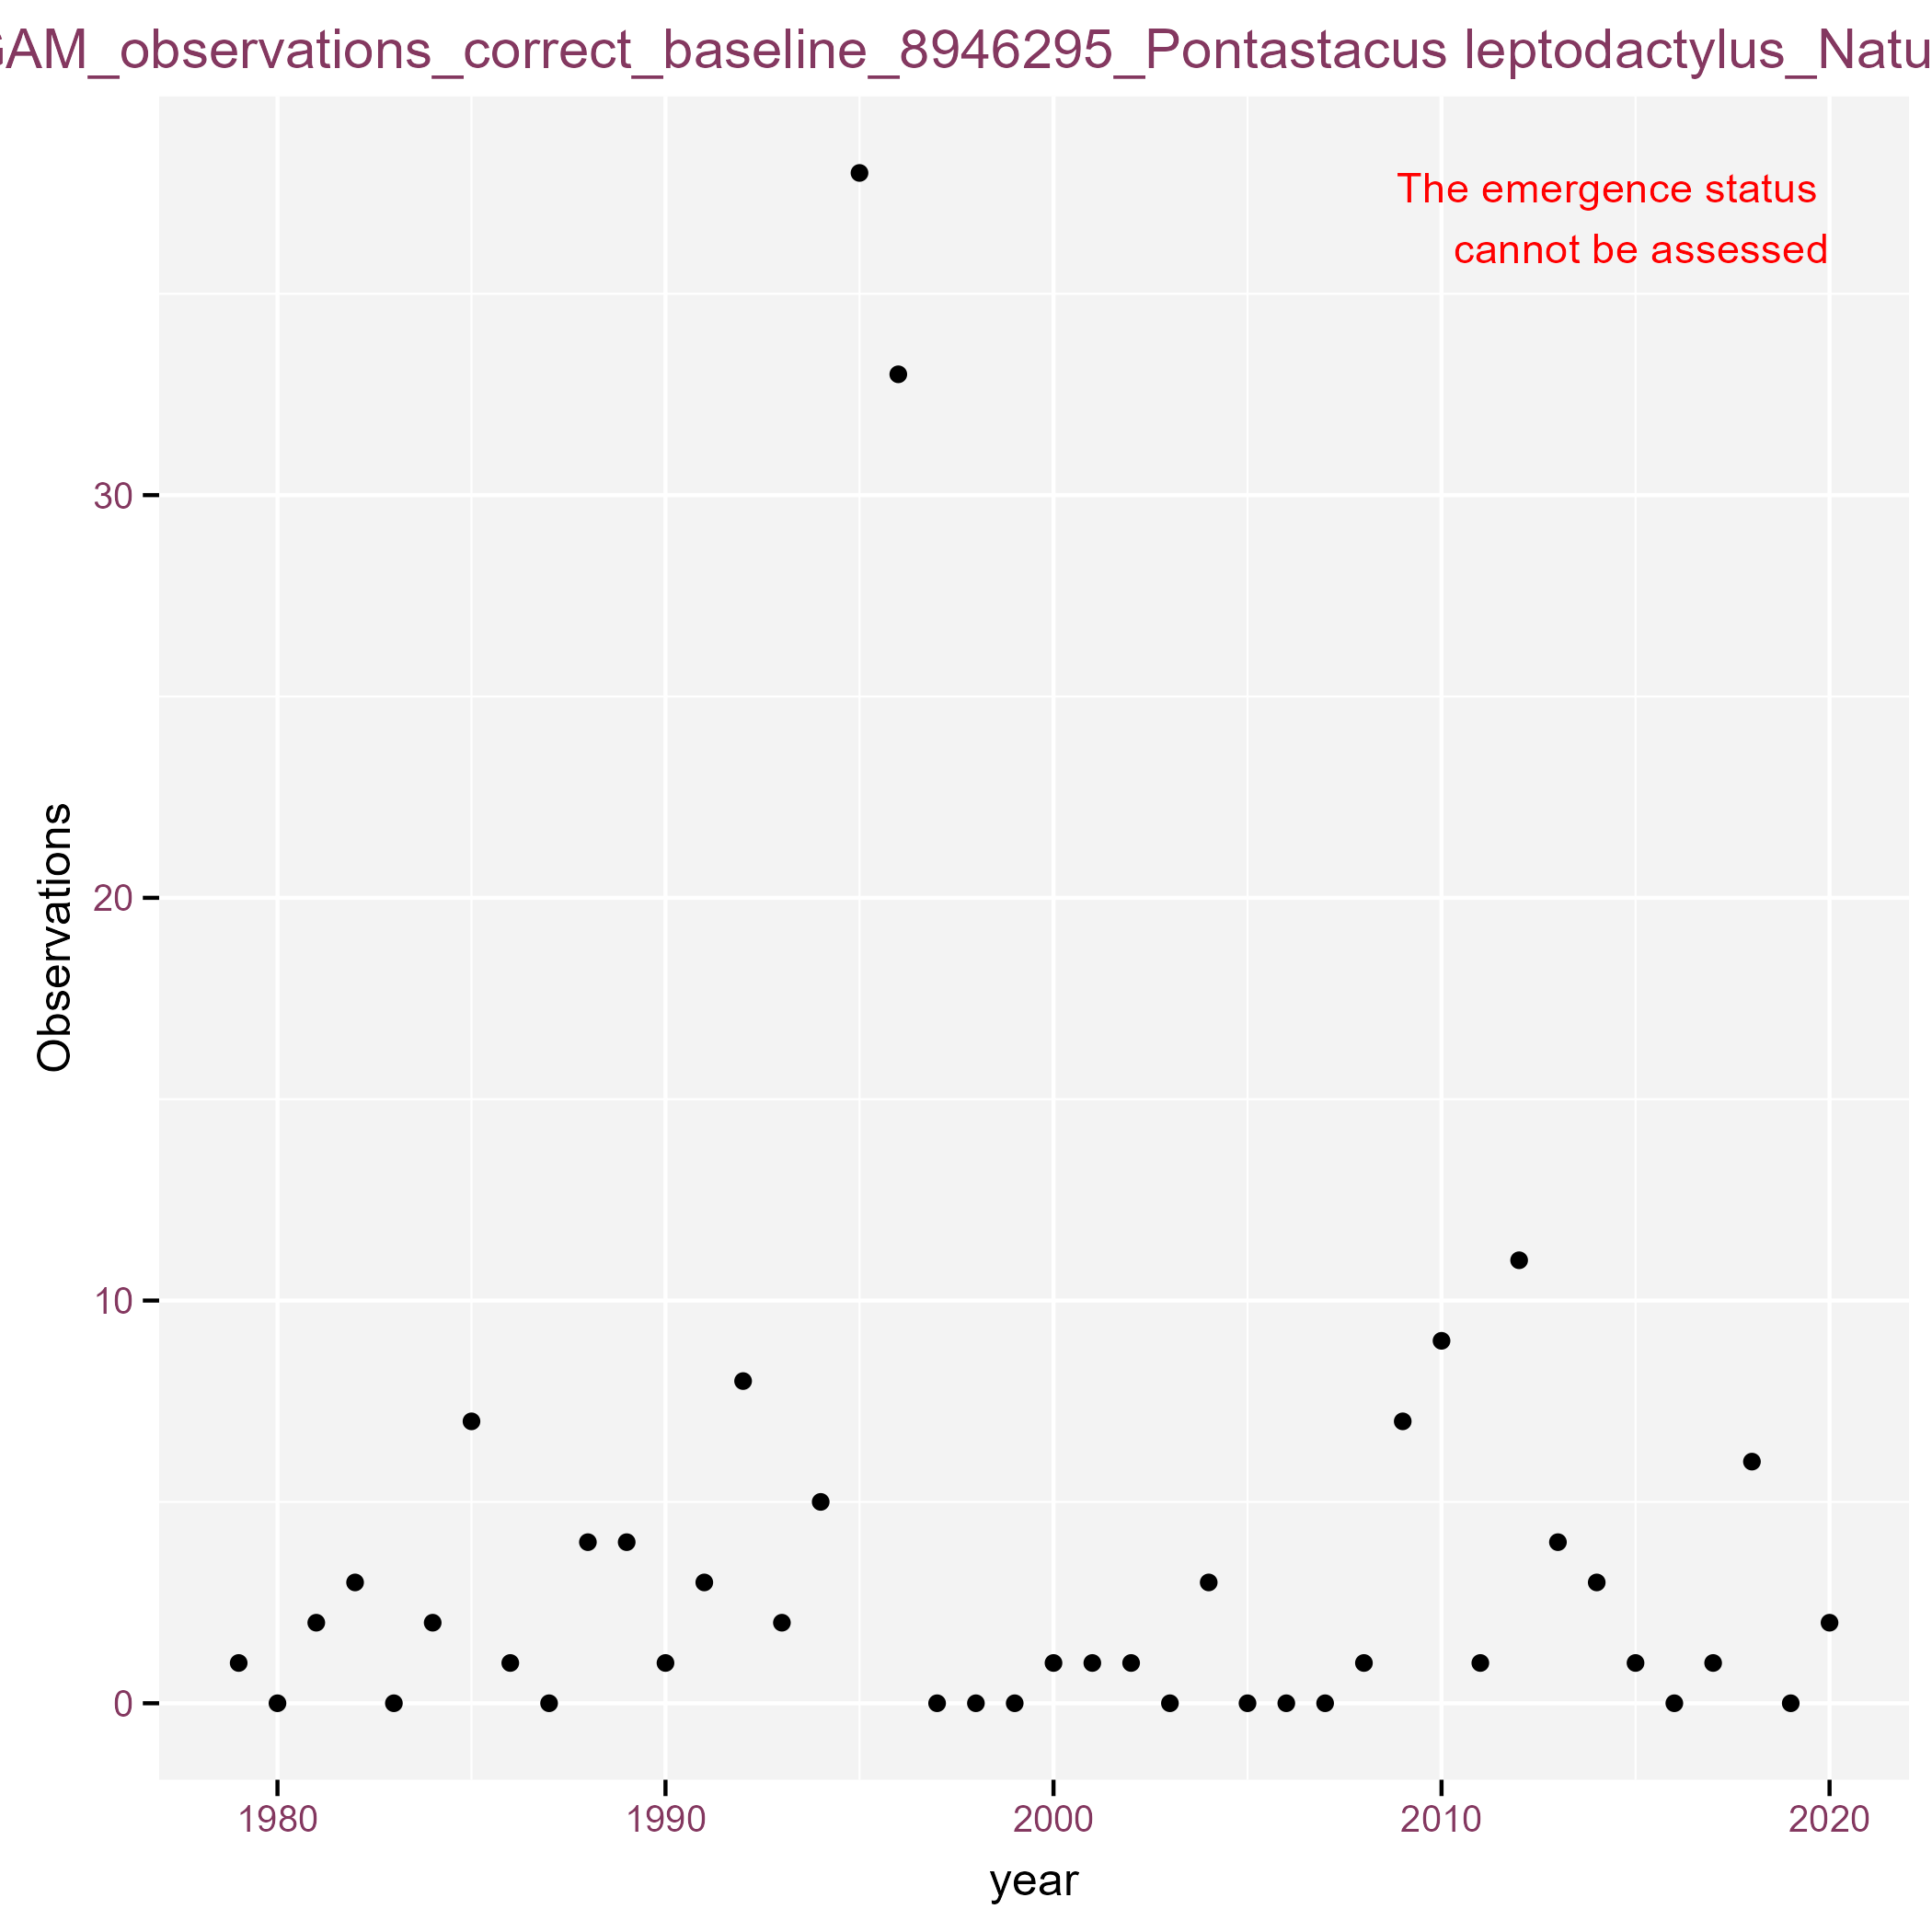 GAM_observations_correct_baseline_8946295_Pontastacus leptodactylus_Natu
The emergence status
cannot be assessed
30
20
10
0
Observations
1980 1990 2000 2010 2020
year